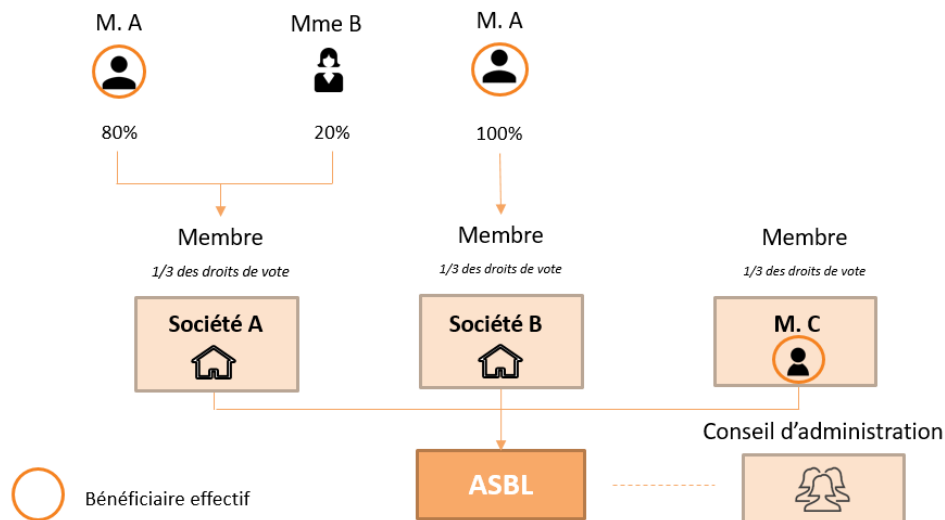 M. A
Mme B
M. A
80%
20%
100%
Membre
Membre
Membre
1/3 des droits de vote
1/3 des droits de vote
1/3 des droits de vote
Société A
Société B
M. C
Conseil d’administration
ASBL
Bénéficiaire effectif